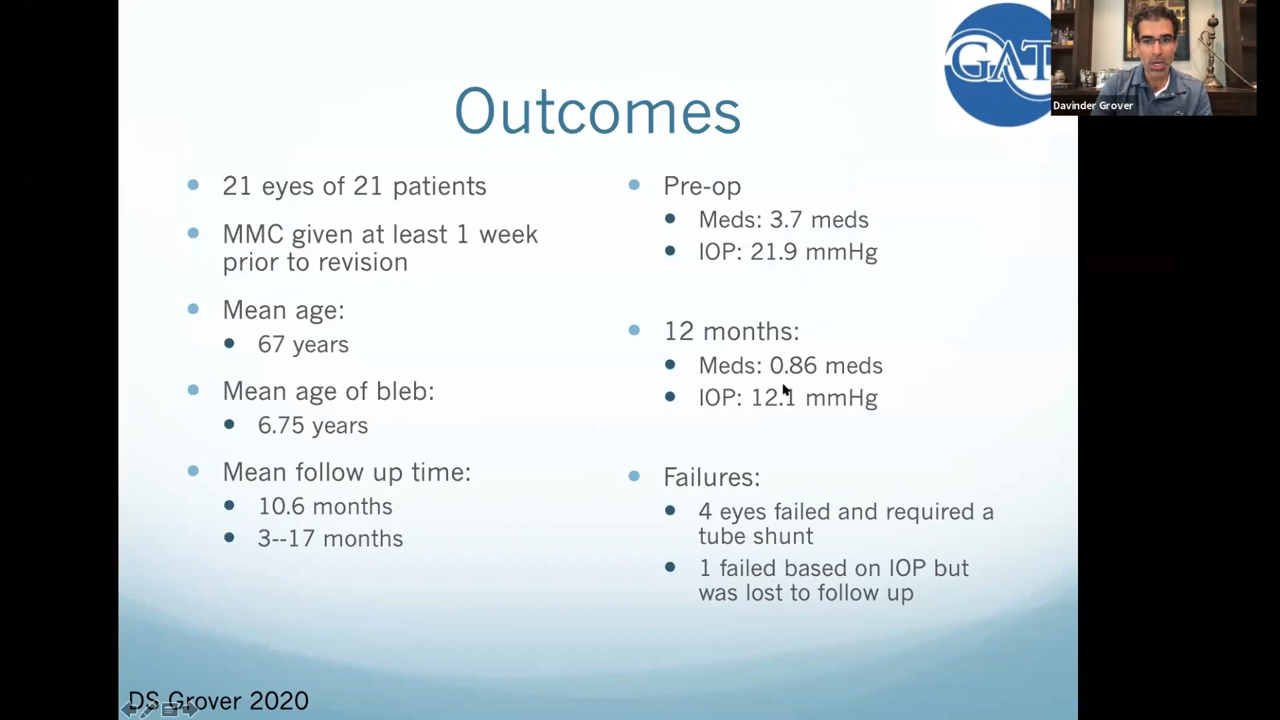 Outcomes
GAT
Davinder Grover
21 eyes of 21 patients
MMC given at least 1 week
prior to revision
Mean age:
67 years
Mean age of bleb:
6.75 years
Mean follow up time:
10.6 months
3--17 months
Pre-op
Meds: 3.7 meds
IOP: 21.9 mmHg
12 months:
Meds: 0.86 meds
IOP: 12.1 mmHg
Failures:
4 eyes failed and required a
tube shunt
1 failed based on IOP but
was lost to follow up
DS Grover 2020